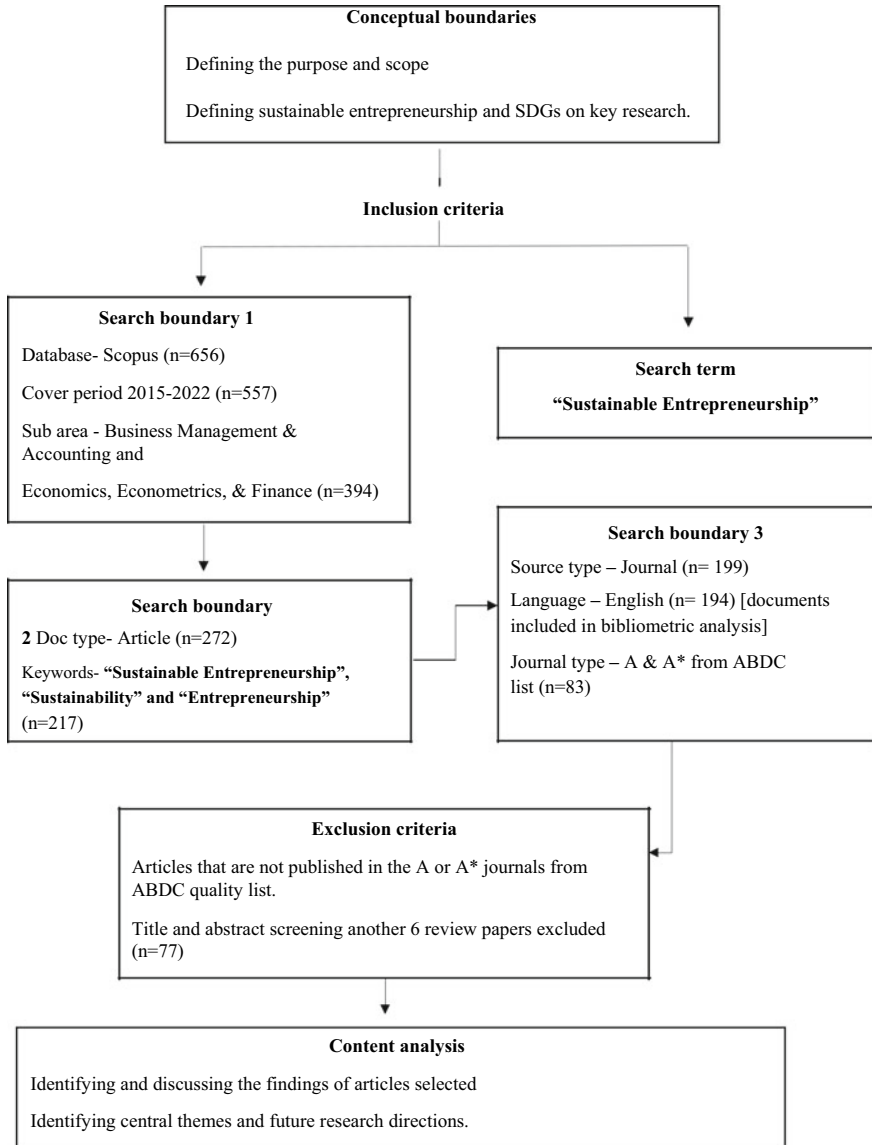 Conceptual boundaries
Defining the purpose and scope
Defining sustainable entrepreneurship and SDGs on key research.
Inclusion criteria
Search boundary 1
Database- Scopus (n=656)
Cover period 2015-2022 (n=557)
Sub area - Business Management &
Accounting and
Economics, Econometrics, & Finance (n=394)
Search term
“Sustainable Entrepreneurship”
Search boundary
2 Doc type- Article (n=272)
Keywords- “Sustainable Entrepreneurship”,
“Sustainability” and “Entrepreneurship”
(n=217)
Search boundary 3
Source type – Journal (n= 199)
Language – English (n= 194) [documents
included in bibliometric analysis]
Journal type – A & A* from ABDC
list (n=83)
Exclusion criteria
Articles that are not published in the A or A* journals from
ABDC quality list.
Title and abstract screening another 6 review papers excluded
(n=77)
Content analysis
Identifying and discussing the findings of articles selected
Identifying central themes and future research directions.